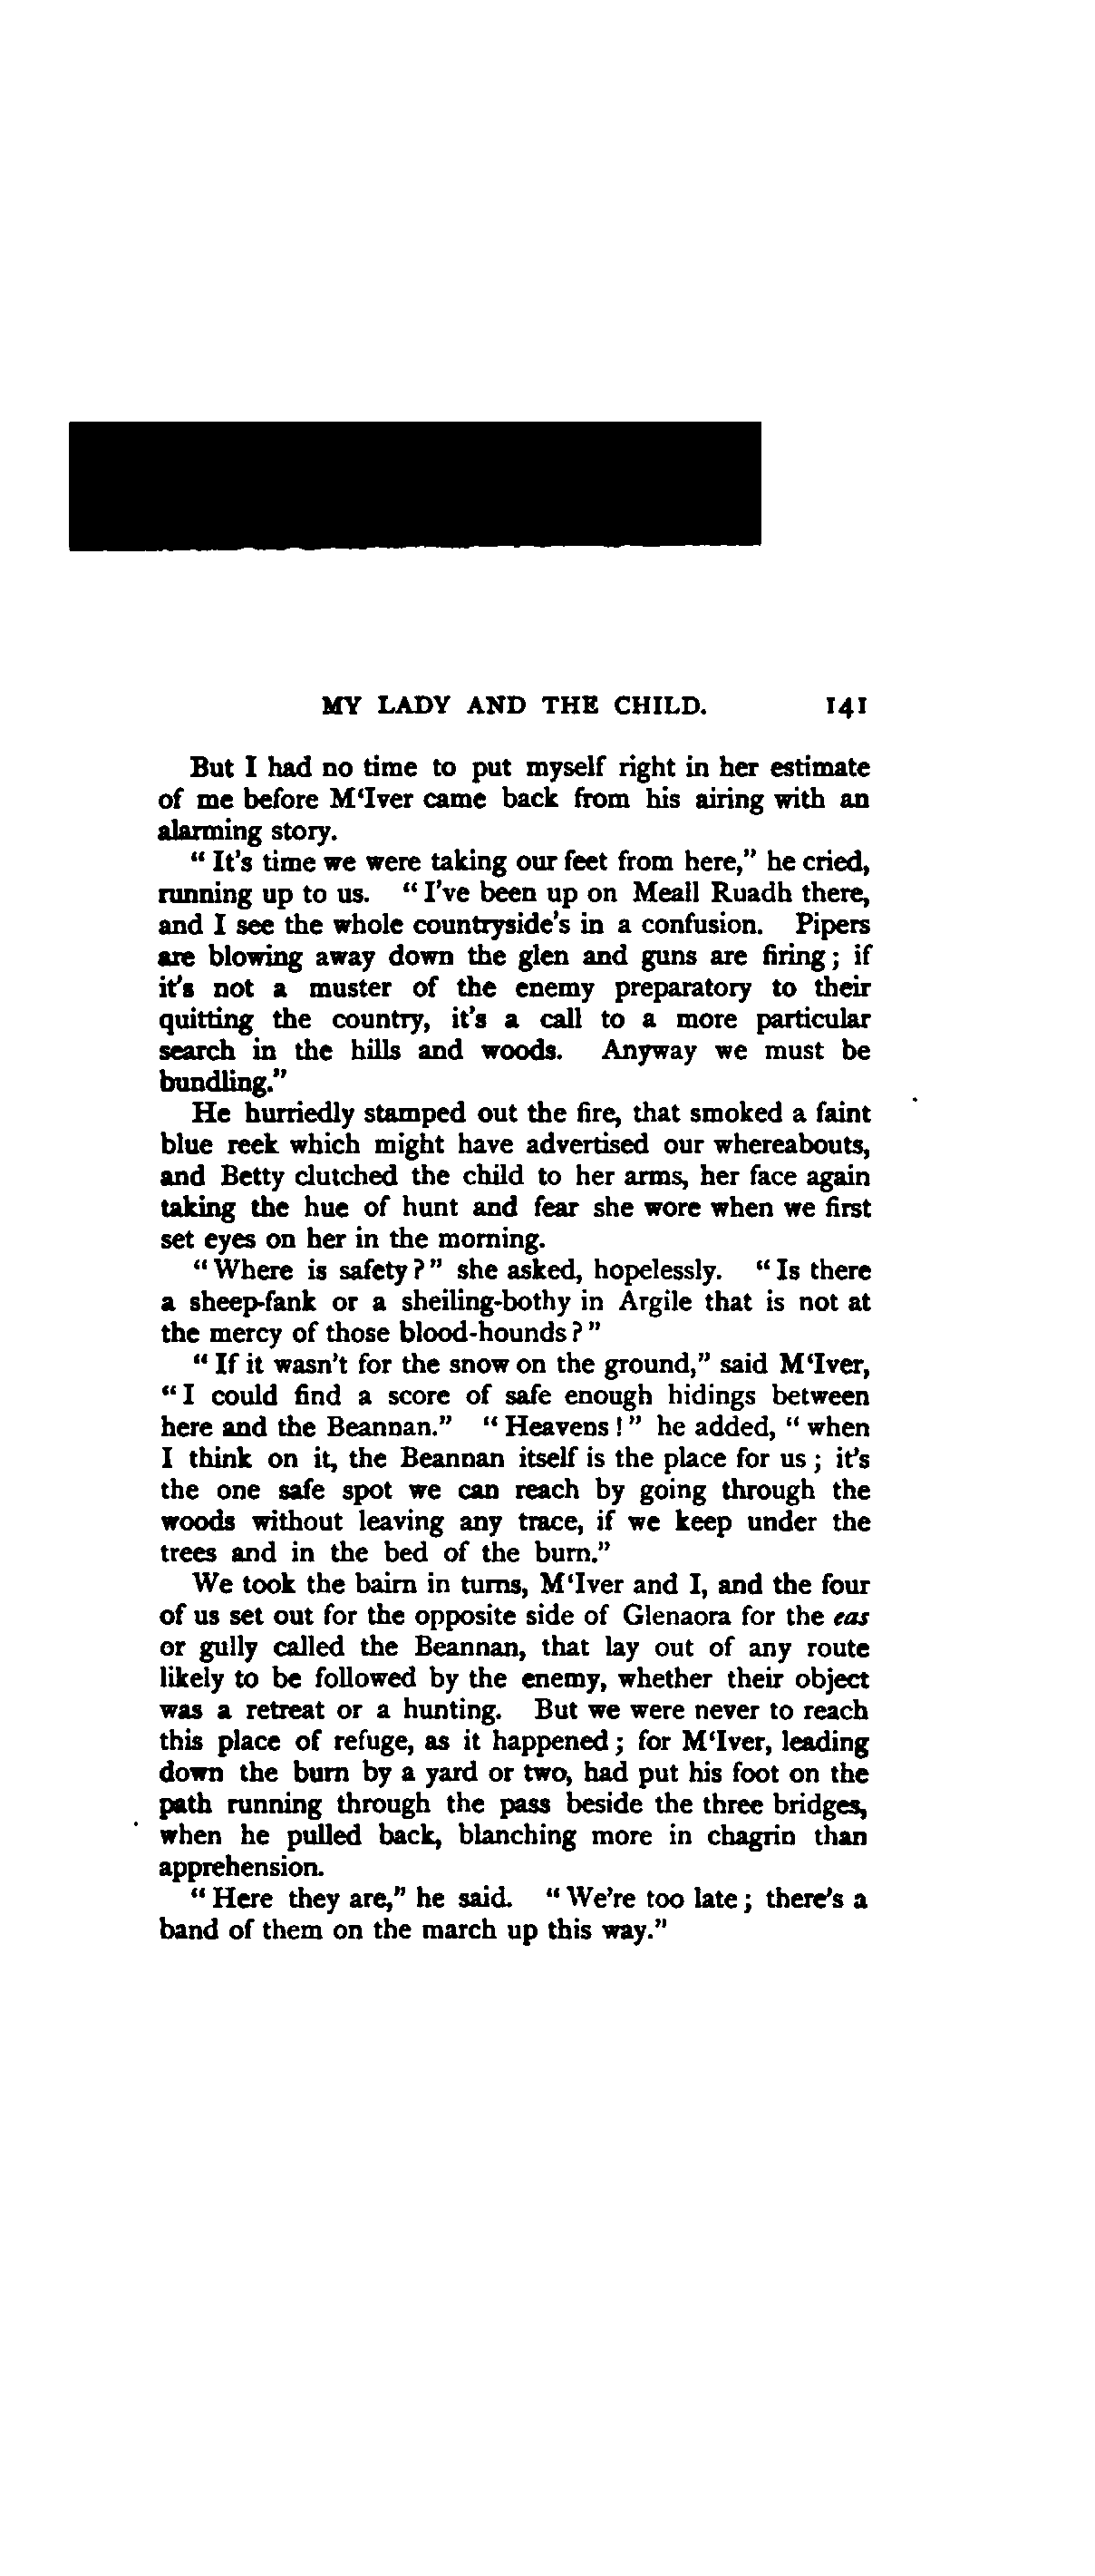 MY LADY AND THE CHILD. 141
But I had no time to put myself right in her estimate
of me before M‘Iver came back from his airing with an
alarming story.
“ It’s time we were taking our feet from here,” he cried,
running up to us. “ I’ve been up on Meall Ruadh there,
and I see the whole countryside’s in a confusion. Pipers
are blowing away down the glen and guns are firing ; if
it’s not a muster of the enemy preparatory to their
quitting the country, it’s a call to a more particular
search in the hills and woods. Anyway we must be
bundling.”
He hurriedly stamped out the fire, that smoked a faint
blue reek which might have advertised our whereabouts,
and Betty clutched the child to her arms, her face again
taking the hue of hunt and fear she wore when we first
set eyes on her in the morning.
“ Where is safety ? ” she asked, hopelessly. “ Is there
a sheep-fank or a sheiling-bothy in Argile that is not at
the mercy of those blood-hounds ? ”
“ If it wasn’t for the snow on the ground,” said M‘Iver,
“ I could find a score of safe enough hidings between
here and the Beannan.” “ Heavens ! ” he added, “ when
I think on it, the Beannan itself is the place for us ; it’s
the one safe spot we can reach by going through the
woods without leaving any trace, if we keep under the
trees and in the bed of the burn.”
We took the bairn in turns, M‘Iver and I, and the four
of us set out for the opposite side of Glenaora for the eas
or gully called the Beannan, that lay out of any route
likely to be followed by the enemy, whether their object
was a retreat or a hunting. But we were never to reach
this place of refuge, as it happened ; for M‘Iver, leading
down the burn by a yard or two, had put his foot on the
path running through the pass beside the three bridges,
when he pulled back, blanching more in chagrin than
apprehension.
“ Here they are,” he said. “ We’re too late ; there’s a
band of them on the march up this way.”